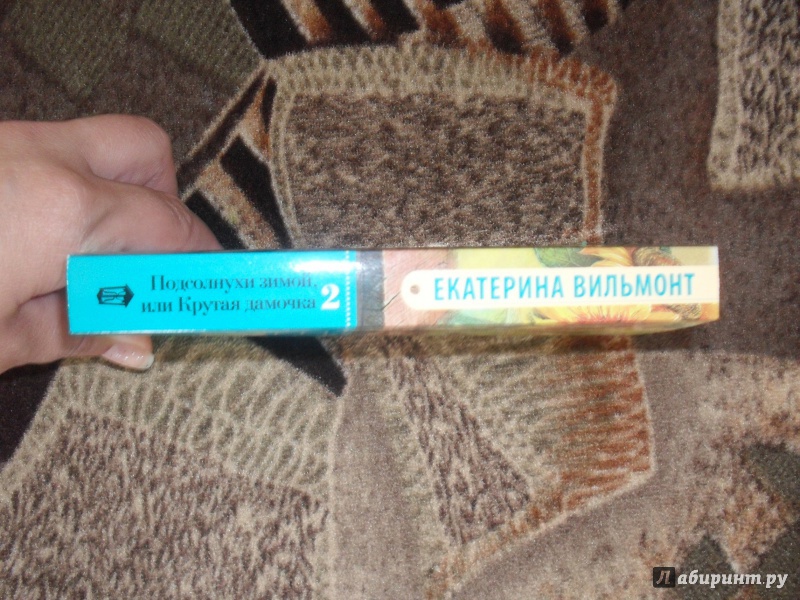 Подсолнухи зимой,
или Крутая дамочка 2
ЕКАТЕРИНА ВИЛЬМОНТ
Лабиринт.ру